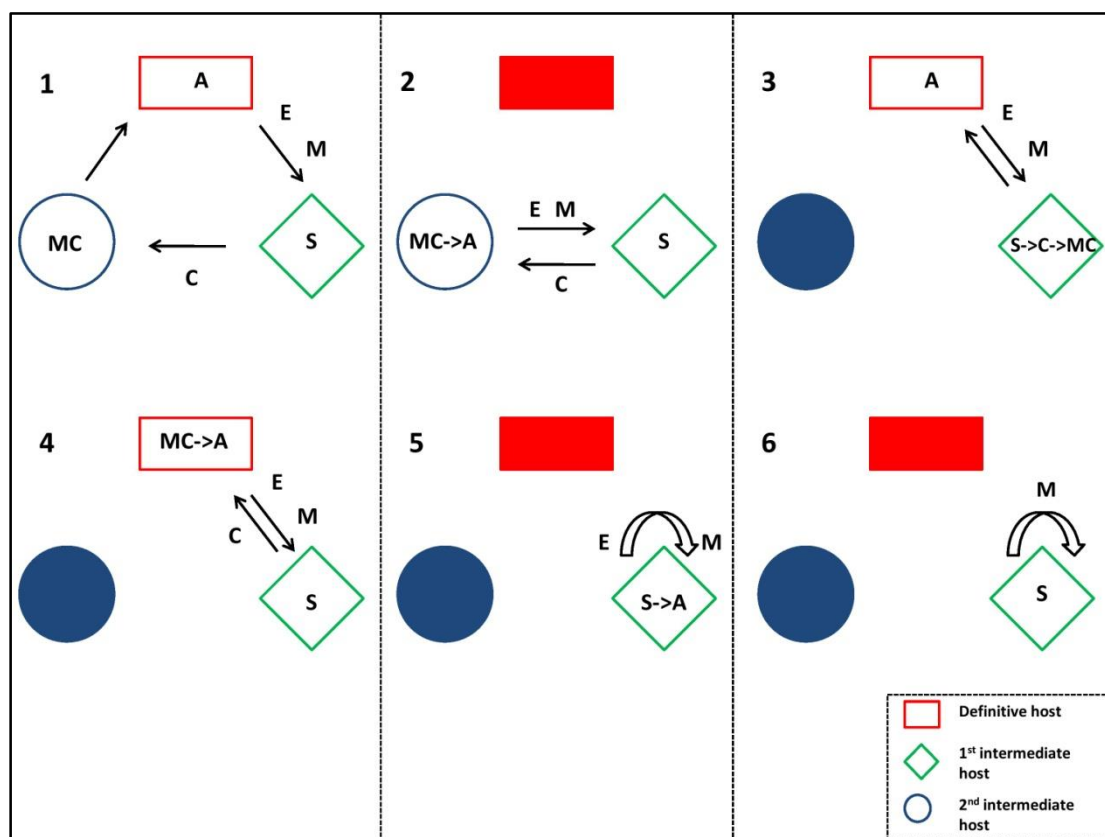 1
A
E
M
MC
S
C
2
E M
MC->A
S
C
3
A
E
M
S->C->MC
4
MC->A
E
M
C
S
5
E
M
S->A
6
M
S
Definitive host
1st intermediate
host
2nd intermediate
host